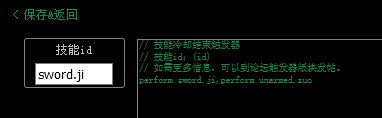 < 保存&返回
技能id
sword.ji
// 技能冷却结束触发器
// 技能id：(id)
// 如需更多信息，可以到论坛触发器版块发帖。
perform sword.ji;perform unarmed.zuo